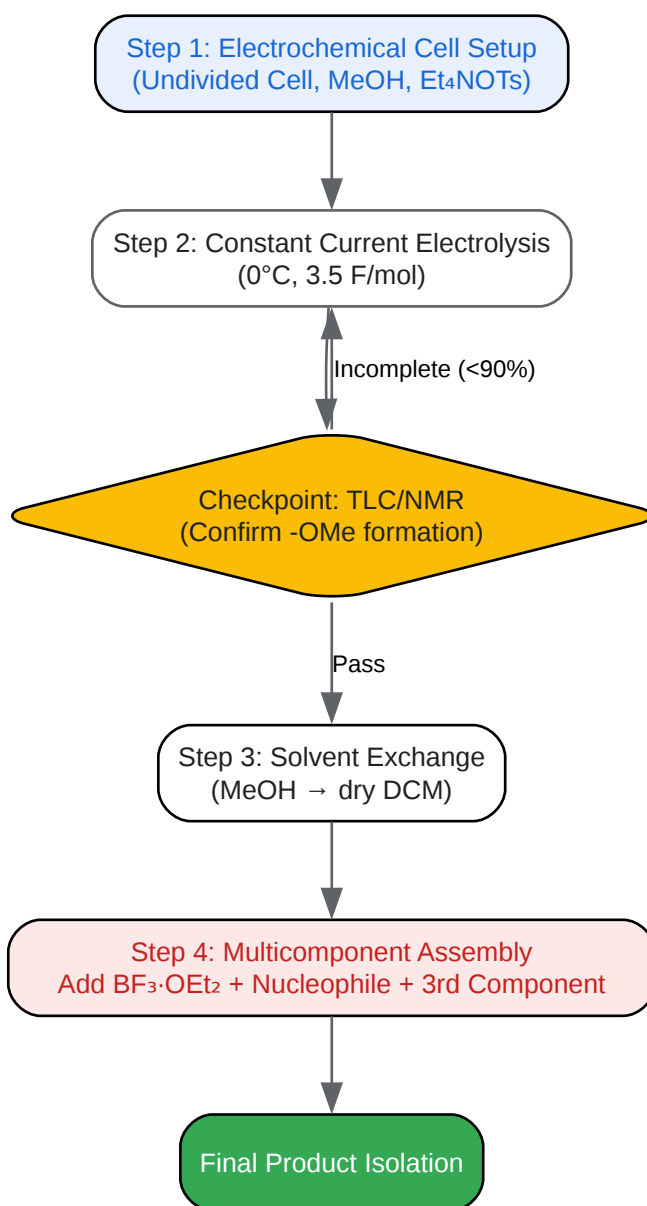 Step 1: Electrochemical Cell Setup
(Undivided Cell, MeOH, Et₄NOTs)
Step 2: Constant Current Electrolysis
(0°C, 3.5 F/mol)
Incomplete (<90%)
Checkpoint: TLC/NMR
(Confirm -OMe formation)
Pass
Step 3: Solvent Exchange
(MeOH → dry DCM)
Step 4: Multicomponent Assembly
Add BF₃·OEt₂ + Nucleophile + 3rd Component
Final Product Isolation